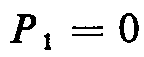 P₁ = 0